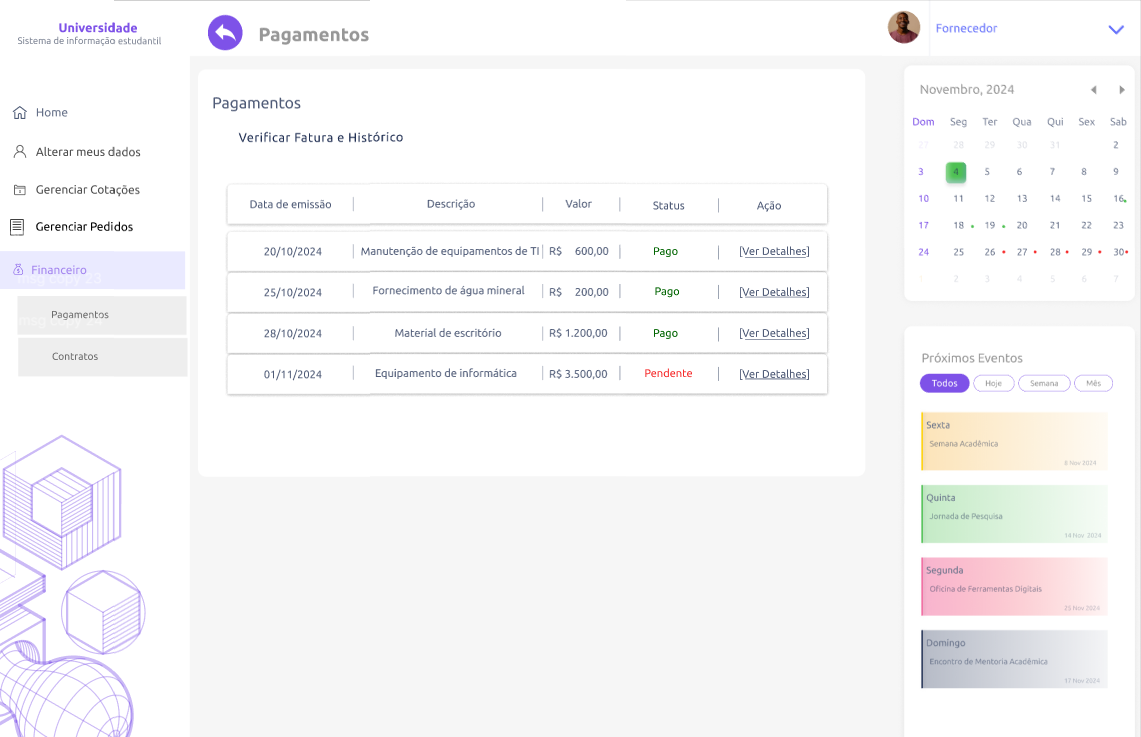 Universidade
Sistema de informação estudantil
Pagamentos
Fornecedor
Home
Alterar meus dados
Gerenciar Cotações
Gerenciar Pedidos
Financeiro
msg copy 23
Pagamentos
msg copy 24
Contratos
Pagamentos
Verificar Fatura e Histórico
Data de emissão | Descrição | Valor | Status | Ação
20/10/2024 | Manutenção de equipamentos de TI | R$ 600,00 | Pago | [Ver Detalhes]
25/10/2024 | Fornecimento de água mineral | R$ 200,00 | Pago | [Ver Detalhes]
28/10/2024 | Material de escritório | R$ 1.200,00 | Pago | [Ver Detalhes]
01/11/2024 | Equipamento de informática | R$ 3.500,00 | Pendente | [Ver Detalhes]
Novembro, 2024
Dom Seg Ter Qua Qui Sex Sab
27 28 29 30 31 2
3 4 5 6 7 8 9
10 11 12 13 14 15 16
17 18 19 20 21 22 23
24 25 26 27 28 29 30
2 3 4 5 6 7
Próximos Eventos
Todos Hoje Semana Mês
Sexta
Semana Acadêmica
8 Nov 2024
Quinta
Jornada de Pesquisa
14 Nov 2024
Segunda
Oficina de Ferramentas Digitais
25 Nov 2024
Domingo
Encontro de Mentoria Acadêmica
17 Nov 2024